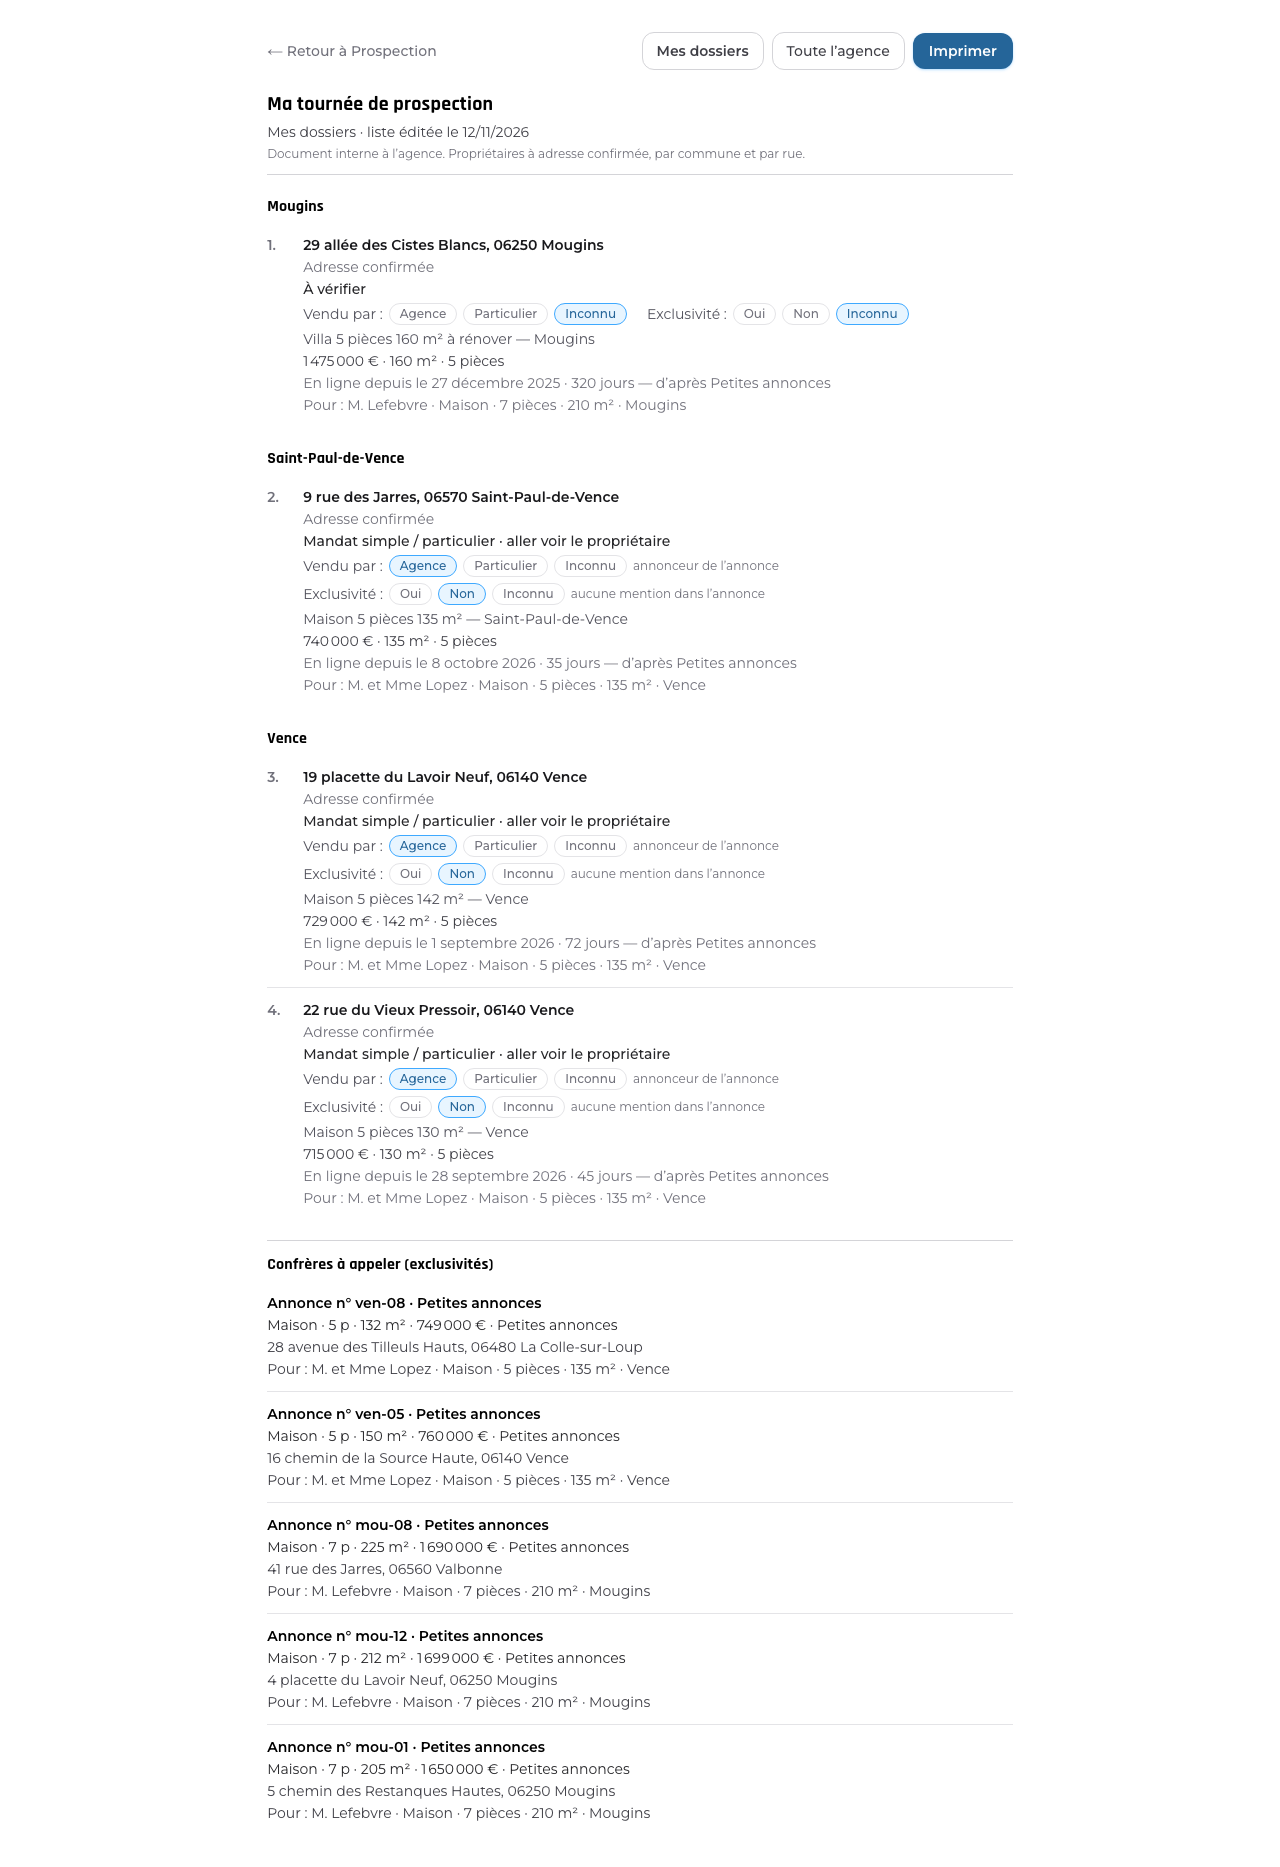 ← Retour à Prospection
Mes dossiers
Toute l’agence
Imprimer
Ma tournée de prospection
Mes dossiers · liste éditée le 12/11/2026
Document interne à l’agence. Propriétaires à adresse confirmée, par commune et par rue.
Mougins
1. 29 allée des Cistes Blancs, 06250 Mougins
Adresse confirmée
À vérifier
Vendu par : Agence Particulier Inconnu Exclusivité : Oui Non Inconnu
Villa 5 pièces 160 m² à rénover — Mougins
1 475 000 € · 160 m² · 5 pièces
En ligne depuis le 27 décembre 2025 · 320 jours — d’après Petites annonces
Pour : M. Lefebvre · Maison · 7 pièces · 210 m² · Mougins
Saint-Paul-de-Vence
2. 9 rue des Jarres, 06570 Saint-Paul-de-Vence
Adresse confirmée
Mandat simple / particulier · aller voir le propriétaire
Vendu par : Agence Particulier Inconnu annonceur de l’annonce
Exclusivité : Oui Non Inconnu aucune mention dans l’annonce
Maison 5 pièces 135 m² — Saint-Paul-de-Vence
740 000 € · 135 m² · 5 pièces
En ligne depuis le 8 octobre 2026 · 35 jours — d’après Petites annonces
Pour : M. et Mme Lopez · Maison · 5 pièces · 135 m² · Vence
Vence
3. 19 placette du Lavoir Neuf, 06140 Vence
Adresse confirmée
Mandat simple / particulier · aller voir le propriétaire
Vendu par : Agence Particulier Inconnu annonceur de l’annonce
Exclusivité : Oui Non Inconnu aucune mention dans l’annonce
Maison 5 pièces 142 m² — Vence
729 000 € · 142 m² · 5 pièces
En ligne depuis le 1 septembre 2026 · 72 jours — d’après Petites annonces
Pour : M. et Mme Lopez · Maison · 5 pièces · 135 m² · Vence
4. 22 rue du Vieux Pressoir, 06140 Vence
Adresse confirmée
Mandat simple / particulier · aller voir le propriétaire
Vendu par : Agence Particulier Inconnu annonceur de l’annonce
Exclusivité : Oui Non Inconnu aucune mention dans l’annonce
Maison 5 pièces 130 m² — Vence
715 000 € · 130 m² · 5 pièces
En ligne depuis le 28 septembre 2026 · 45 jours — d’après Petites annonces
Pour : M. et Mme Lopez · Maison · 5 pièces · 135 m² · Vence
Confrères à appeler (exclusivités)
Annonce n° ven-08 · Petites annonces
Maison · 5 p · 132 m² · 749 000 € · Petites annonces
28 avenue des Tilleuls Hauts, 06480 La Colle-sur-Loup
Pour : M. et Mme Lopez · Maison · 5 pièces · 135 m² · Vence
Annonce n° ven-05 · Petites annonces
Maison · 5 p · 150 m² · 760 000 € · Petites annonces
16 chemin de la Source Haute, 06140 Vence
Pour : M. et Mme Lopez · Maison · 5 pièces · 135 m² · Vence
Annonce n° mou-08 · Petites annonces
Maison · 7 p · 225 m² · 1 690 000 € · Petites annonces
41 rue des Jarres, 06560 Valbonne
Pour : M. Lefebvre · Maison · 7 pièces · 210 m² · Mougins
Annonce n° mou-12 · Petites annonces
Maison · 7 p · 212 m² · 1 699 000 € · Petites annonces
4 placette du Lavoir Neuf, 06250 Mougins
Pour : M. Lefebvre · Maison · 7 pièces · 210 m² · Mougins
Annonce n° mou-01 · Petites annonces
Maison · 7 p · 205 m² · 1 650 000 € · Petites annonces
5 chemin des Restanques Hautes, 06250 Mougins
Pour : M. Lefebvre · Maison · 7 pièces · 210 m² · Mougins